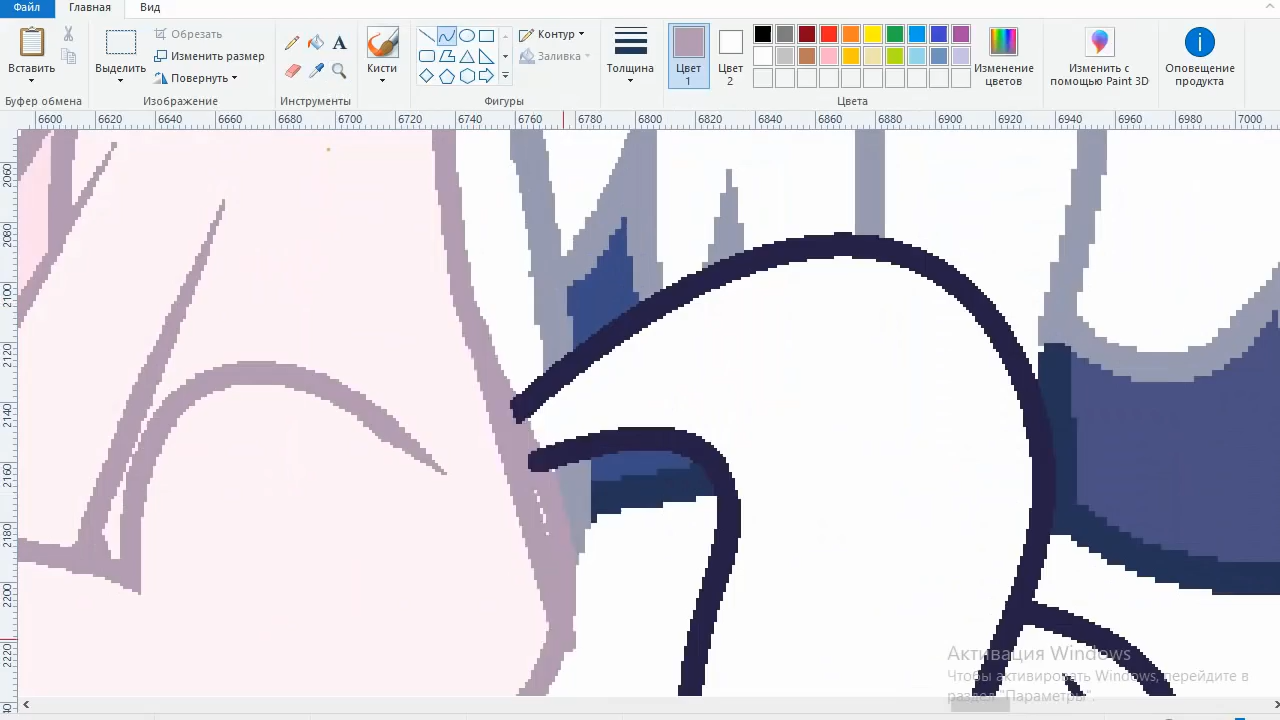 Файл Главная Вид
Вставить
Буфер обмена
Выделить
Обрезать
Изменить размер
Повернуть
Изображение
A
Инструменты
Кисти
Контур
Заливка
Фигуры
Толщина
Цвет 1
Цвет 2
Цвета
Изменение цветов
Изменить с помощью Paint 3D
Оповещение продукта
6600 6620 6640 6660 6680 6700 6720 6740 6760 6780 6800 6820 6840 6860 6880 6900 6920 6940 6960 6980 7000
2060
2080
2100
2120
2140
2160
2180
2200
2220
Активация Windows
Чтобы активировать Windows, перейдите в
раздел "Параметры".